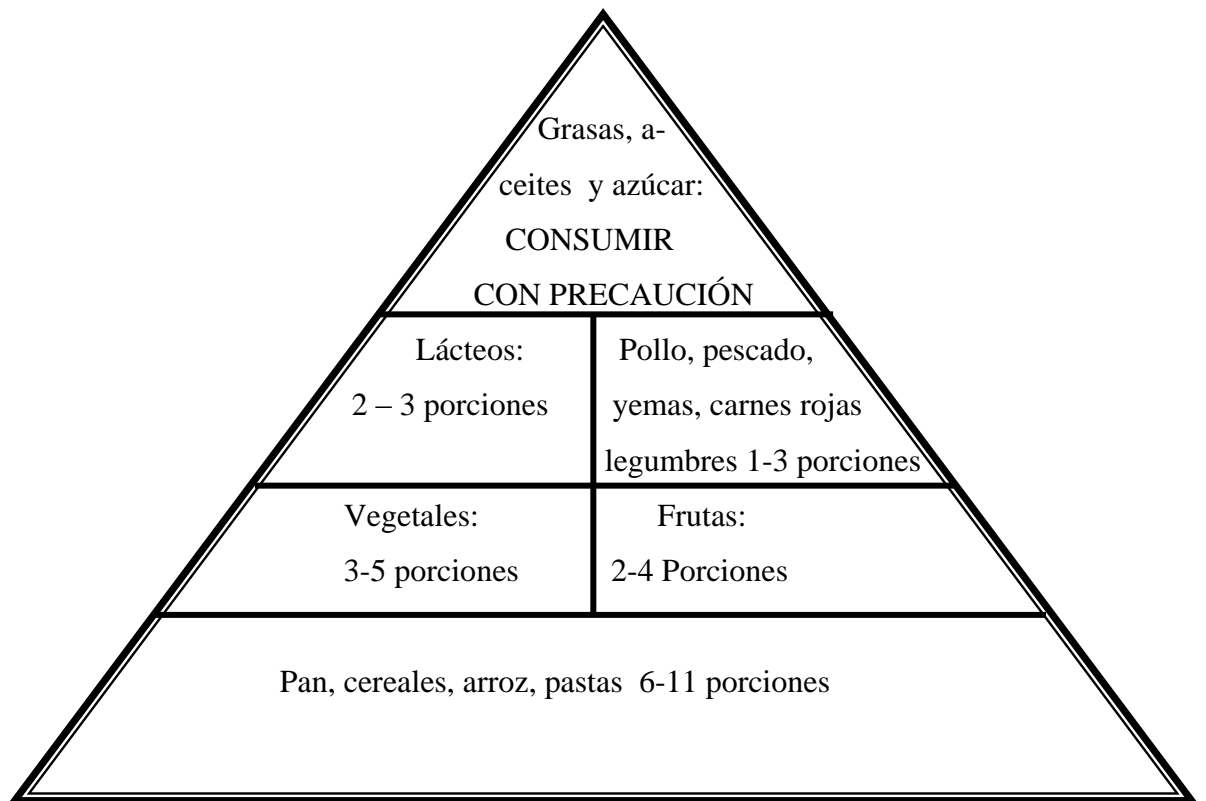 Grasas, a-
ceites y azúcar:
CONSUMIR
CON PRECAUCIÓN
Lácteos:
2 – 3 porciones
Pollo, pescado,
yemas, carnes rojas
legumbres 1-3 porciones
Vegetales:
3-5 porciones
Frutas:
2-4 Porciones
Pan, cereales, arroz, pastas 6-11 porciones